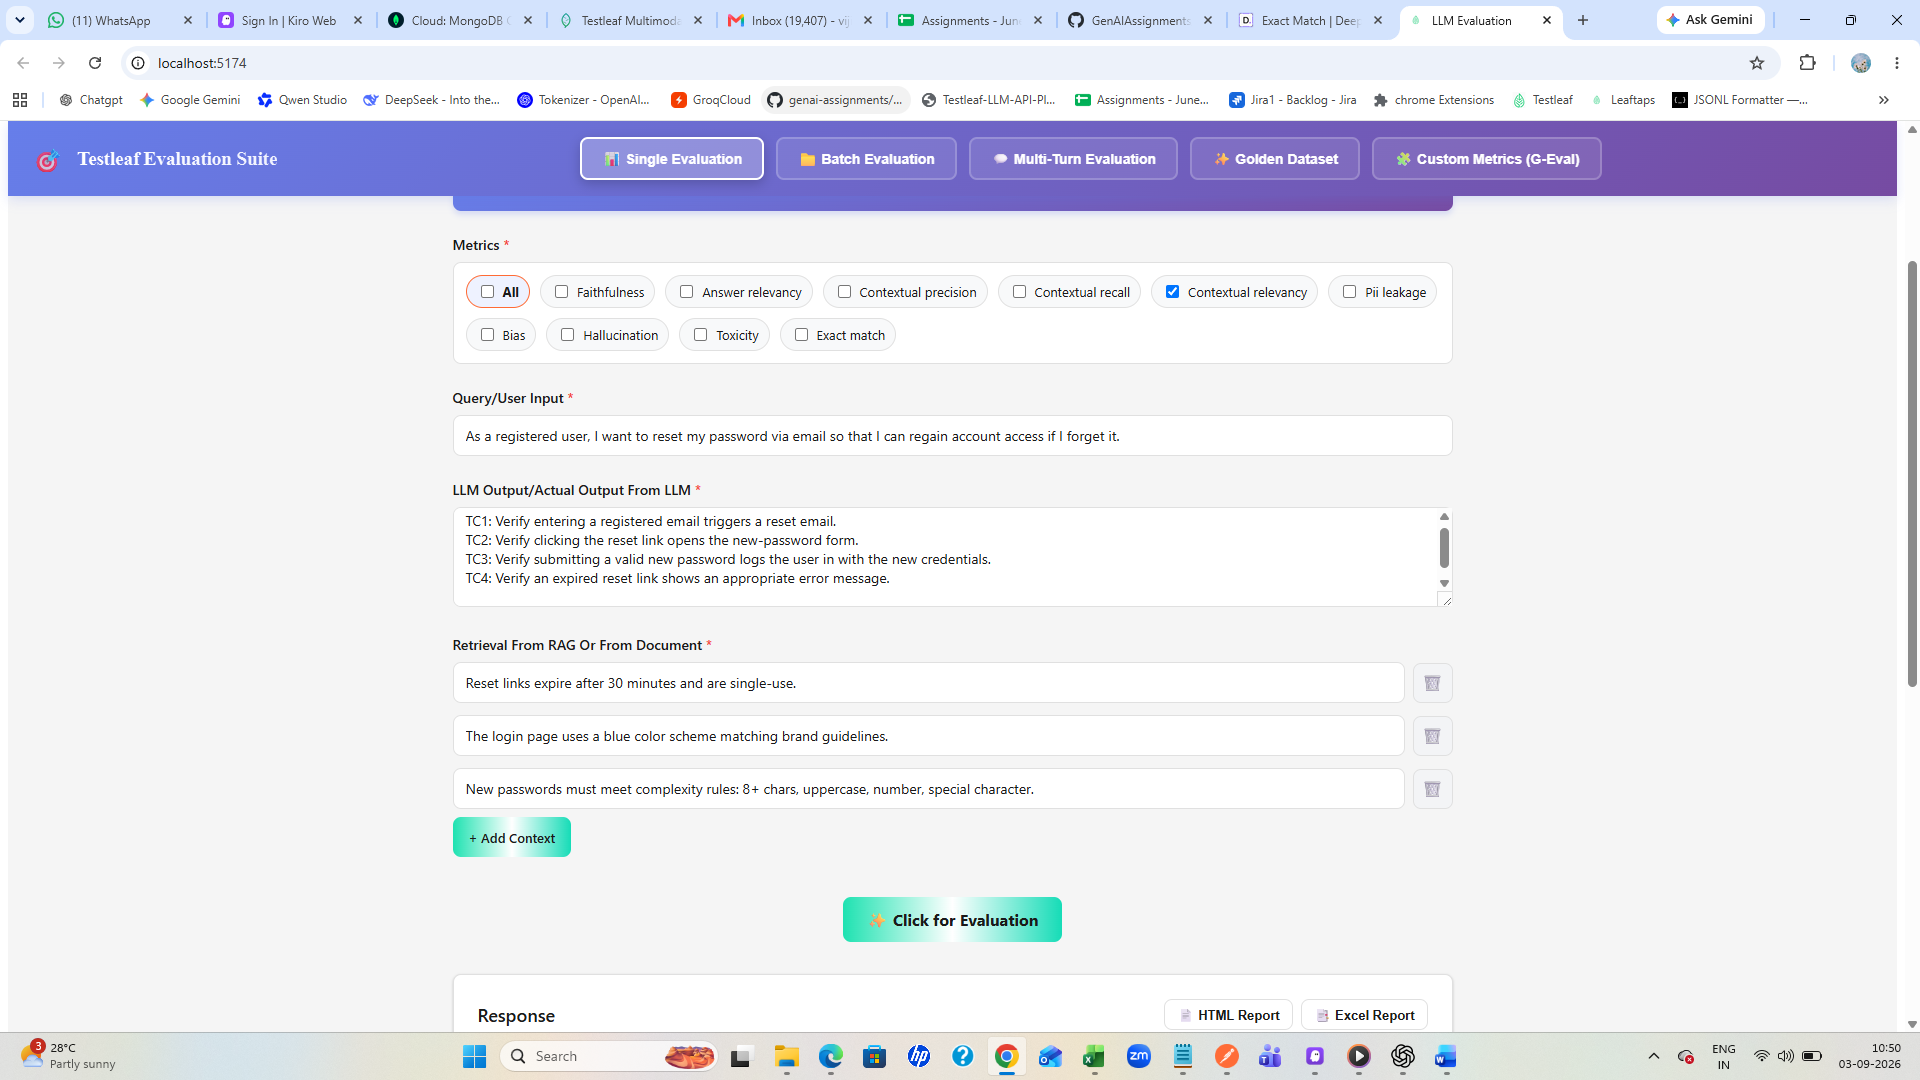 (11) WhatsApp
Sign In | Kiro Web
Cloud: MongoDB
Testleaf Multimoda
Inbox (19,407) - vij
Assignments - June
GenAIAssignments
Exact Match | Deep
LLM Evaluation
Ask Gemini
localhost:5174
Chatgpt
Google Gemini
Qwen Studio
DeepSeek - Into the...
Tokenizer - OpenAI...
GroqCloud
genai-assignments/...
Testleaf-LLM-API-Pl...
Assignments - June...
Jira1 - Backlog - Jira
chrome Extensions
Testleaf
Leaftaps
JSONL Formatter —...
Testleaf Evaluation Suite
Single Evaluation
Batch Evaluation
Multi-Turn Evaluation
Golden Dataset
Custom Metrics (G-Eval)
Metrics *
All
Faithfulness
Answer relevancy
Contextual precision
Contextual recall
Contextual relevancy
Pii leakage
Bias
Hallucination
Toxicity
Exact match
Query/User Input *
As a registered user, I want to reset my password via email so that I can regain account access if I forget it.
LLM Output/Actual Output From LLM *
TC1: Verify entering a registered email triggers a reset email.
TC2: Verify clicking the reset link opens the new-password form.
TC3: Verify submitting a valid new password logs the user in with the new credentials.
TC4: Verify an expired reset link shows an appropriate error message.
Retrieval From RAG Or From Document *
Reset links expire after 30 minutes and are single-use.
The login page uses a blue color scheme matching brand guidelines.
New passwords must meet complexity rules: 8+ chars, uppercase, number, special character.
+ Add Context
Click for Evaluation
Response
HTML Report
Excel Report
3
28°C
Partly sunny
Search
hp
zm
ENG
IN
10:50
03-09-2026